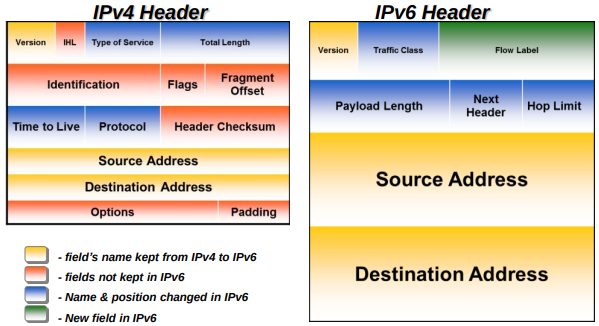 IPv4 Header
Version IHL Type of Service Total Length
Identification Flags Fragment Offset
Time to Live Protocol Header Checksum
Source Address
Destination Address
Options Padding
- field's name kept from IPv4 to IPv6
- fields not kept in IPv6
- Name & position changed in IPv6
- New field in IPv6
IPv6 Header
Version Traffic Class Flow Label
Payload Length Next Header Hop Limit
Source Address
Destination Address